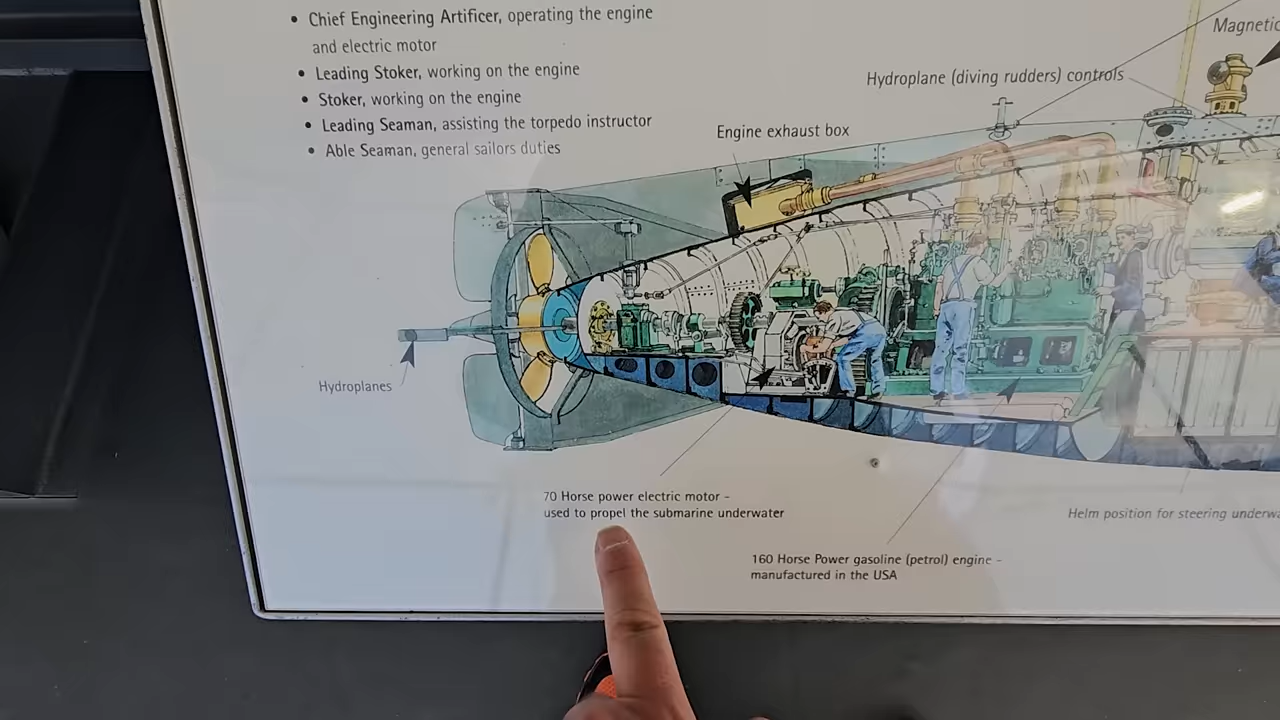 • Chief Engineering Artificer, operating the engine
and electric motor
• Leading Stoker, working on the engine
• Stoker, working on the engine
• Leading Seaman, assisting the torpedo instructor
• Able Seaman, general sailors duties
Magnetic
Hydroplane (diving rudders) controls
Engine exhaust box
Hydroplanes
70 Horse power electric motor -
used to propel the submarine underwater
Helm position for steering
160 Horse Power gasoline (petrol) engine -
manufactured in the USA